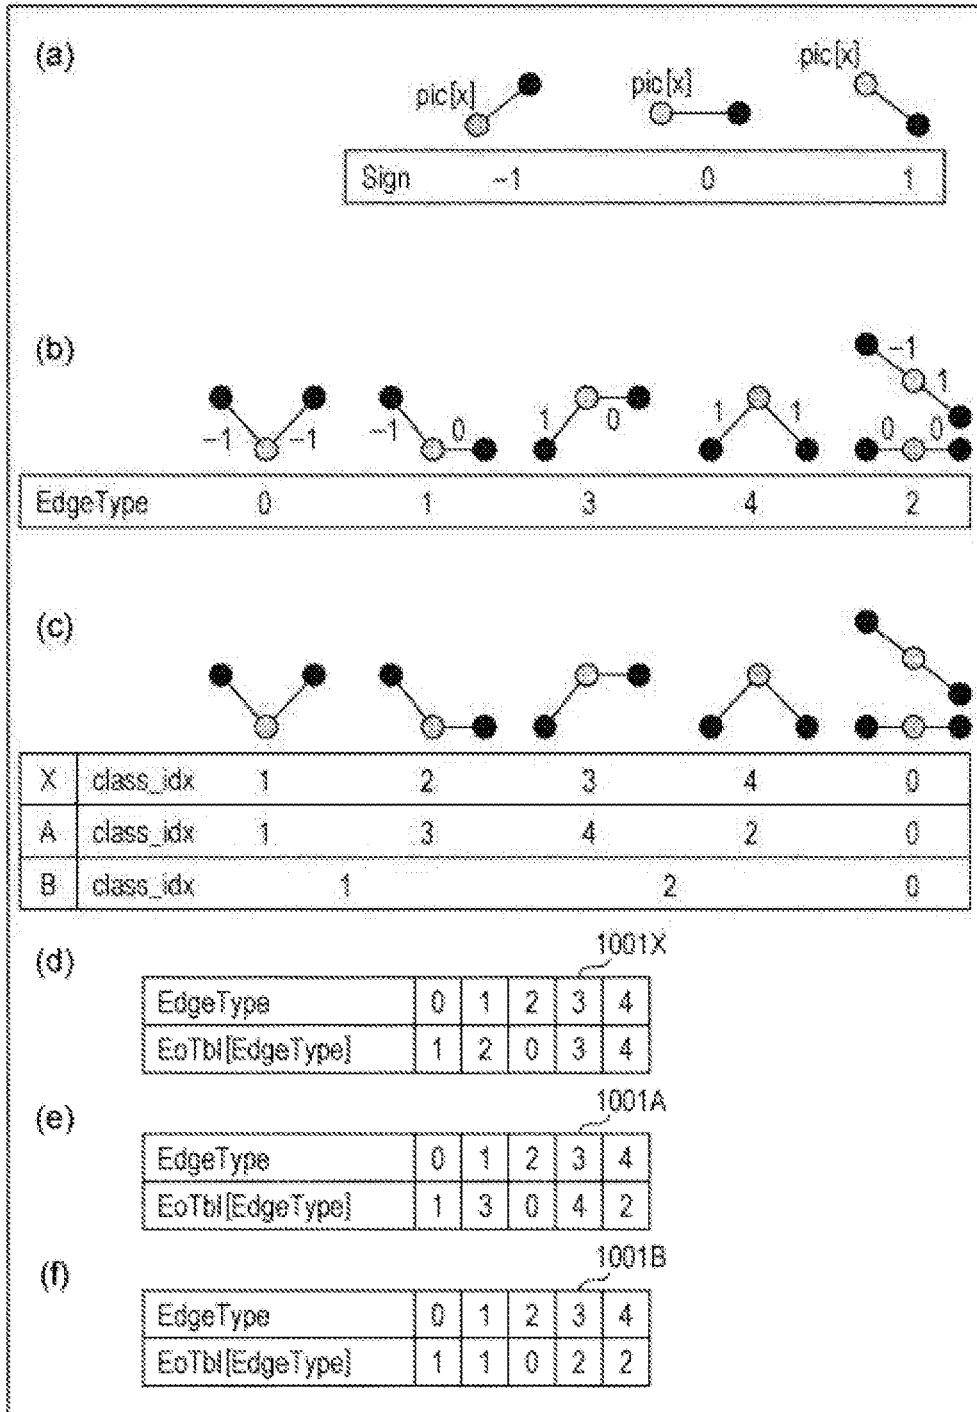 (a)
pic[x] pic[x] pic[x]
Sign −1 0 1
(b)
−1 −1 −1 0 1 0 1 1 −1 1 0 0
EdgeType 0 1 3 4 2
(c)
X class_idx 1 2 3 4 0
A class_idx 1 3 4 2 0
B class_idx 1 2 0
(d)
1001X
EdgeType 0 1 2 3 4
EoTbl[EdgeType] 1 2 0 3 4
(e)
1001A
EdgeType 0 1 2 3 4
EoTbl[EdgeType] 1 3 0 4 2
(f)
1001B
EdgeType 0 1 2 3 4
EoTbl[EdgeType] 1 1 0 2 2